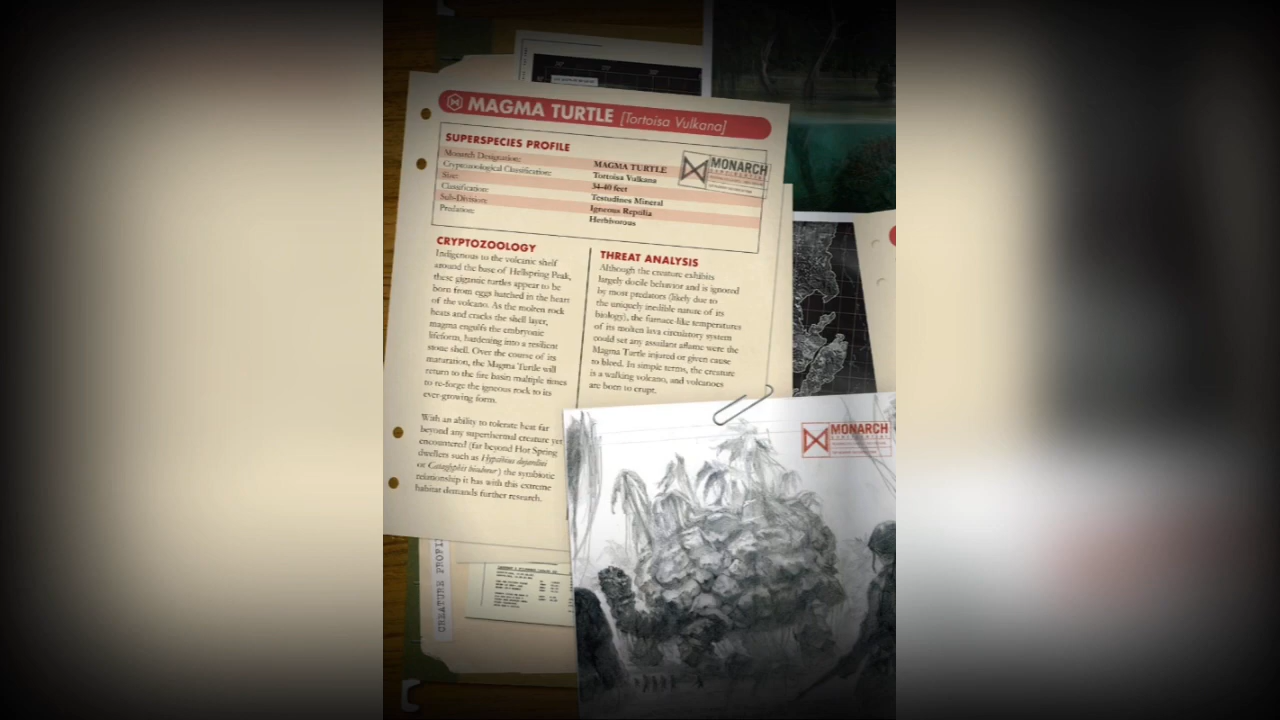 MAGMA TURTLE [Tortoisa Vulkana]
SUPERSPECIES PROFILE
Monarch Designation: MAGMA TURTLE
Cryptozoological Classification: Tortoisa Vulkana
Size: 34-40 feet
Classification: Testudines Mineral
Sub-Division: Igneous Reptilia
Predation: Herbivorous
MONARCH
CRYPTOZOOLOGY
Indigenous to the volcanic shelf
around the base of Hellspring Peak,
these gigantic turtles appear to be
born from eggs hatched in the heart
of the volcano. As the molten rock
heats and cracks the shell layer,
magma engulfs the embryonic
lifeform, hardening into a resilient
stone shell. Over the course of its
maturation, the Magma Turtle will
return to the fire basin multiple times
to re-forge the igneous rock to its
ever-growing form.
With an ability to tolerate heat far
beyond any superthermal creature yet
encountered (far beyond Hot Spring
dwellers such as
or the symbiotic
relationship it has with this extreme
habitat demands further research.
THREAT ANALYSIS
Although the creature exhibits
largely docile behavior and is ignored
by most predators (likely due to
the uniquely inedible nature of its
biology), the furnace-like temperatures
of its molten lava circulatory system
could set any assailant aflame were the
Magma Turtle injured or given cause
to bleed. In simple terms, the creature
is a walking volcano, and volcanoes
are born to erupt.
MONARCH
CREATURE PROFI